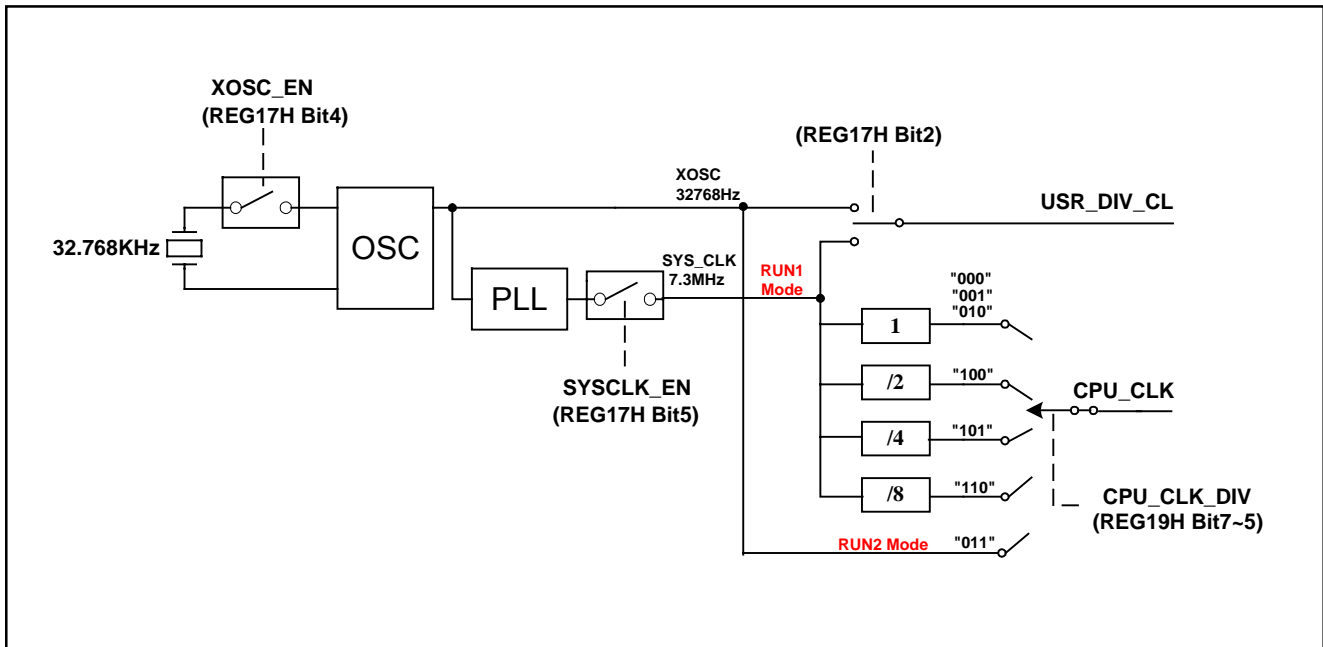 XOSC_EN
(REG17H Bit4)
(REG17H Bit2)
XOSC
32768Hz
USR_DIV_CL
32.768KHz
OSC
SYS_CLK
7.3MHz
RUN1
Mode
PLL
"000"
"001"
"010"
1
SYSCLK_EN
(REG17H Bit5)
/2
"100"
CPU_CLK
/4
"101"
/8
"110"
CPU_CLK_DIV
(REG19H Bit7~5)
RUN2 Mode
"011"